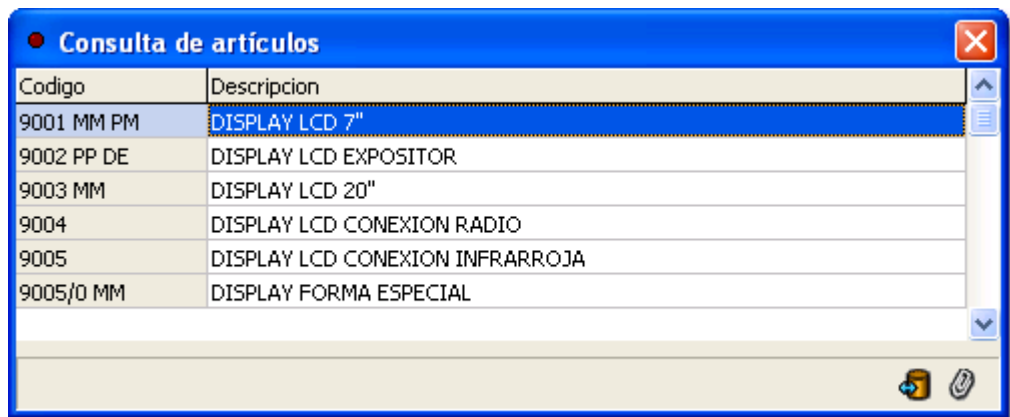 Consulta de artículos
Codigo Descripcion
9001 MM PM DISPLAY LCD 7"
9002 PP DE DISPLAY LCD EXPOSITOR
9003 MM DISPLAY LCD 20"
9004 DISPLAY LCD CONEXION RADIO
9005 DISPLAY LCD CONEXION INFRARROJA
9005/0 MM DISPLAY FORMA ESPECIAL